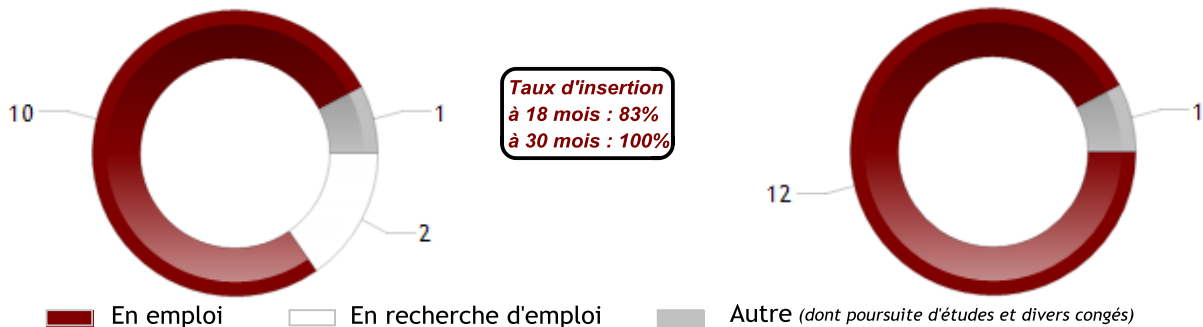 10
1
2
Taux d'insertion
à 18 mois : 83%
à 30 mois : 100%
1
12
En emploi
En recherche d'emploi
Autre (dont poursuite d'études et divers congés)